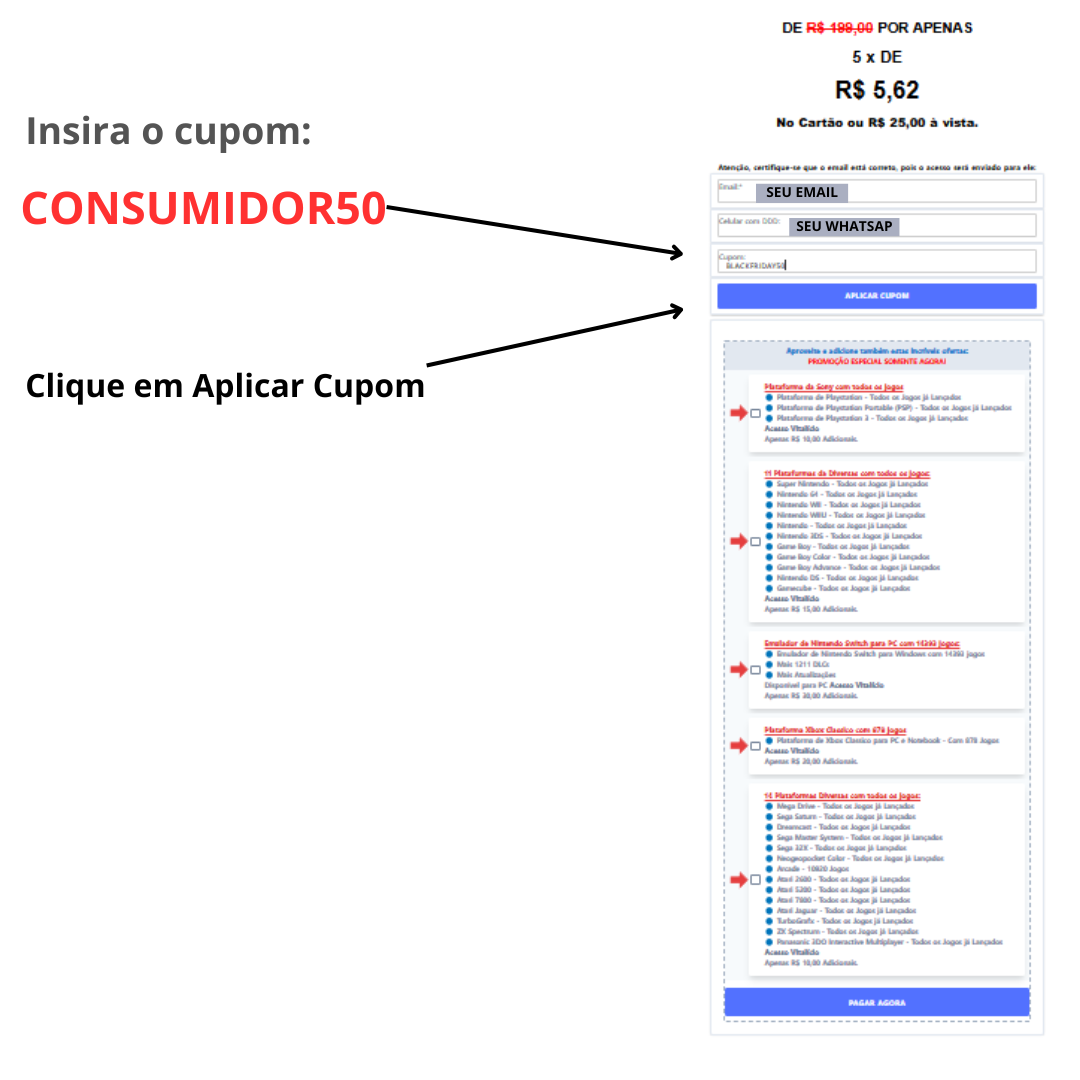 Insira o cupom:
CONSUMIDOR50
Clique em Aplicar Cupom
DE R$ 199,00 POR APENAS
5 x DE
R$ 5,62
No Cartão ou R$ 25,00 à vista.
Atenção, certifique-se que o email está correto, pois o acesso será enviado para ele:
Email:* SEU EMAIL
Celular com DDD: SEU WHATSAP
Cupom:
BLACKFRIDAY50
APLICAR CUPOM
Aproveite e adicione também estas incríveis ofertas:
PROMOÇÃO ESPECIAL SOMENTE AGORA!
Plataforma da Sony com todos os Jogos
Plataforma de Playstation - Todos os Jogos já Lançados
Plataforma de Playstation Portable (PSP) - Todos os Jogos já Lançados
Plataforma de Playstation 3 - Todos os Jogos já Lançados
Acesso Vitalício
Apenas R$ 10,00 Adicionais.
11 Plataformas da Diversas com todos os Jogos:
Super Nintendo - Todos os Jogos já Lançados
Nintendo 64 - Todos os Jogos já Lançados
Nintendo WII - Todos os Jogos já Lançados
Nintendo WIIU - Todos os Jogos já Lançados
Nintendo - Todos os Jogos já Lançados
Nintendo 3DS - Todos os Jogos já Lançados
Game Boy - Todos os Jogos já Lançados
Game Boy Color - Todos os Jogos já Lançados
Game Boy Advance - Todos os Jogos já Lançados
Nintendo DS - Todos os Jogos já Lançados
Gamecube - Todos os Jogos já Lançados
Acesso Vitalício
Apenas R$ 15,00 Adicionais.
Emulador de Nintendo Switch para PC com 14393 Jogos:
Emulador de Nintendo Switch para Windows com 14393 jogos
Mais 1211 DLCs
Mais Atualizações
Disponível para PC Acesso Vitalício
Apenas R$ 30,00 Adicionais.
Plataforma Xbox Classico com 878 Jogos
Plataforma de Xbox Classico para PC e Notebook - Com 878 Jogos
Acesso Vitalício
Apenas R$ 20,00 Adicionais.
Plataformas Diversas com todos os Jogos:
Mega Drive - Todos os Jogos já Lançados
Sega Saturn - Todos os Jogos já Lançados
Dreamcast - Todos os Jogos já Lançados
Sega Master System - Todos os Jogos já Lançados
Sega 32X - Todos os Jogos já Lançados
Neogeopocket Color - Todos os Jogos já Lançados
Arcade - 10820 Jogos
Atari 2600 - Todos os Jogos já Lançados
Atari 5200 - Todos os Jogos já Lançados
Atari 7800 - Todos os Jogos já Lançados
Atari Jaguar - Todos os Jogos já Lançados
TurboGrafx - Todos os Jogos já Lançados
ZX Spectrum - Todos os Jogos já Lançados
Panasonic 3DO Interactive Multiplayer - Todos os Jogos já Lançados
Acesso Vitalício
Apenas R$ 10,00 Adicionais.
PAGAR AGORA